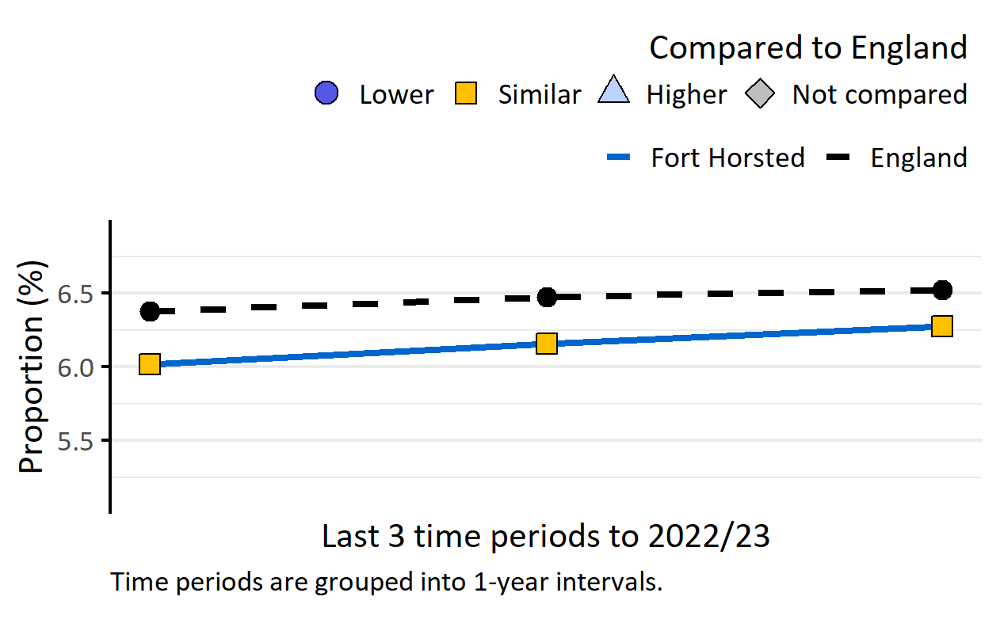 Compared to England
Lower Similar Higher Not compared
Fort Horsted England
Proportion (%)
6.5
6.0
5.5
Last 3 time periods to 2022/23
Time periods are grouped into 1-year intervals.